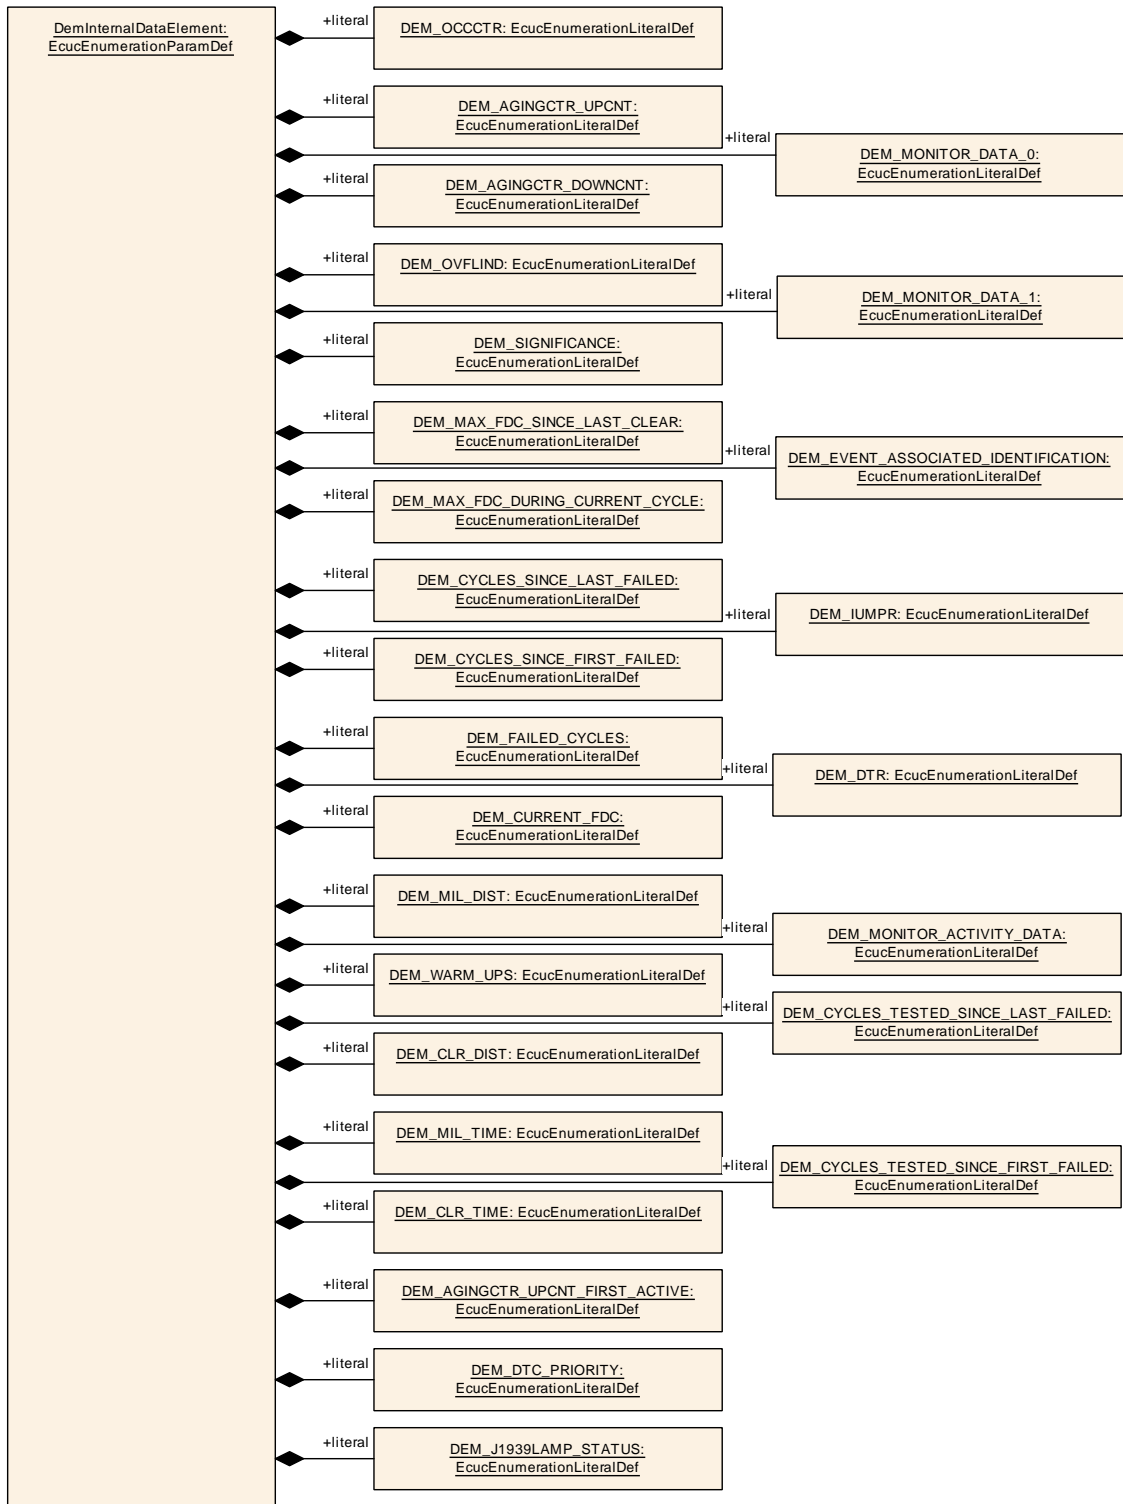 DemInternalDataElement:
EcucEnumerationParamDef
+literal
DEM_OCCCTR: EcucEnumerationLiteralDef
+literal
DEM_AGINGCTR_UPCNT:
EcucEnumerationLiteralDef
+literal
DEM_MONITOR_DATA_0:
EcucEnumerationLiteralDef
+literal
DEM_AGINGCTR_DOWNCNT:
EcucEnumerationLiteralDef
+literal
DEM_OVFLIND: EcucEnumerationLiteralDef
+literal
DEM_MONITOR_DATA_1:
EcucEnumerationLiteralDef
+literal
DEM_SIGNIFICANCE:
EcucEnumerationLiteralDef
+literal
DEM_MAX_FDC_SINCE_LAST_CLEAR:
EcucEnumerationLiteralDef
+literal
DEM_EVENT_ASSOCIATED_IDENTIFICATION:
EcucEnumerationLiteralDef
+literal
DEM_MAX_FDC_DURING_CURRENT_CYCLE:
EcucEnumerationLiteralDef
+literal
DEM_CYCLES_SINCE_LAST_FAILED:
EcucEnumerationLiteralDef
+literal
DEM_IUMPR: EcucEnumerationLiteralDef
+literal
DEM_CYCLES_SINCE_FIRST_FAILED:
EcucEnumerationLiteralDef
+literal
DEM_FAILED_CYCLES:
EcucEnumerationLiteralDef
+literal
DEM_DTR: EcucEnumerationLiteralDef
+literal
DEM_CURRENT_FDC:
EcucEnumerationLiteralDef
+literal
DEM_MIL_DIST: EcucEnumerationLiteralDef
+literal
DEM_MONITOR_ACTIVITY_DATA:
EcucEnumerationLiteralDef
+literal
DEM_WARM_UPS: EcucEnumerationLiteralDef
+literal
DEM_CYCLES_TESTED_SINCE_LAST_FAILED:
EcucEnumerationLiteralDef
+literal
DEM_CLR_DIST: EcucEnumerationLiteralDef
+literal
DEM_MIL_TIME: EcucEnumerationLiteralDef
+literal
DEM_CYCLES_TESTED_SINCE_FIRST_FAILED:
EcucEnumerationLiteralDef
+literal
DEM_CLR_TIME: EcucEnumerationLiteralDef
+literal
DEM_AGINGCTR_UPCNT_FIRST_ACTIVE:
EcucEnumerationLiteralDef
+literal
DEM_DTC_PRIORITY:
EcucEnumerationLiteralDef
+literal
DEM_J1939LAMP_STATUS:
EcucEnumerationLiteralDef